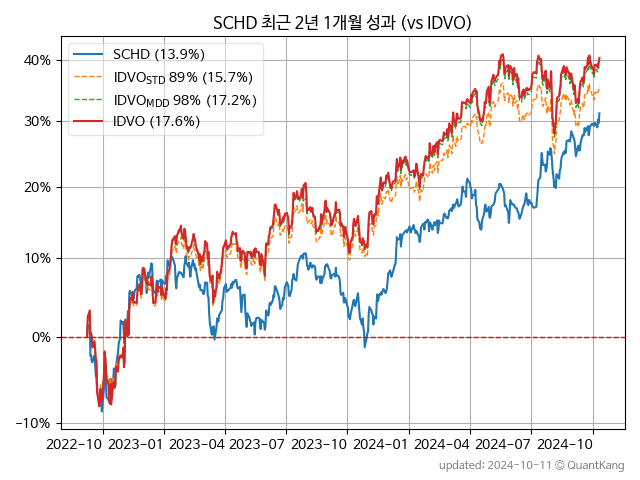 SCHD 최근 2년 1개월 성과 (vs IDVO)
SCHD (13.9%)
IDVO_STD 89% (15.7%)
IDVO_MDD 98% (17.2%)
IDVO (17.6%)
40%
30%
20%
10%
0%
−10%
2022-10 2023-01 2023-04 2023-07 2023-10 2024-01 2024-04 2024-07 2024-10
updated: 2024-10-11 © QuantKang